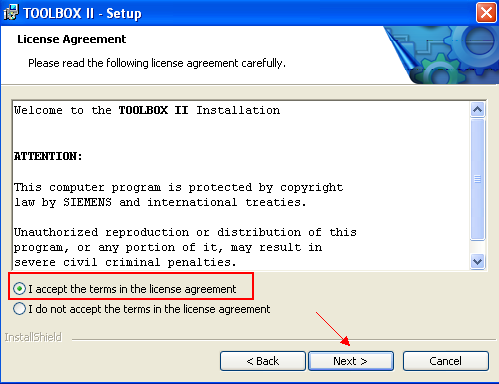 TOOLBOX II - Setup
License Agreement
Please read the following license agreement carefully.
Welcome to the TOOLBOX II Installation
ATTENTION:
This computer program is protected by copyright
law by SIEMENS and international treaties.
Unauthorized reproduction or distribution of this
program, or any portion of it, may result in
severe civil criminal penalties.
I accept the terms in the license agreement
I do not accept the terms in the license agreement
InstallShield
< Back Next > Cancel